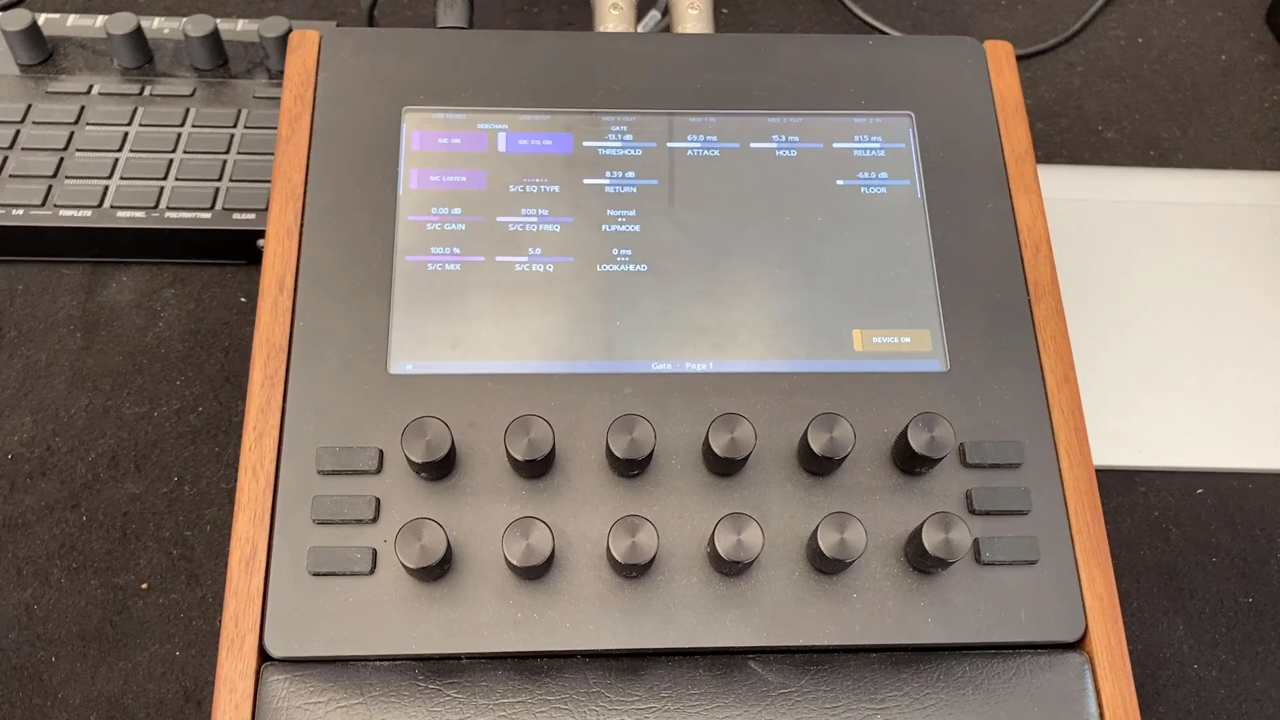 SIDECHAIN
GATE
S/C ON
S/C EQ ON
-13.1 dB
69.0 ms
15.3 ms
81.5 ms
THRESHOLD
ATTACK
HOLD
RELEASE
S/C LISTEN
S/C EQ TYPE
8.39 dB
RETURN
-68.0 dB
FLOOR
0.00 dB
S/C GAIN
800 Hz
S/C EQ FREQ
Normal
FLIPMODE
100.0 %
S/C MIX
5.0
S/C EQ Q
0 ms
LOOKAHEAD
DEVICE ON
Gate · Page 1
1/4
TRIPLETS
POLYRHYTHM
CLEAR